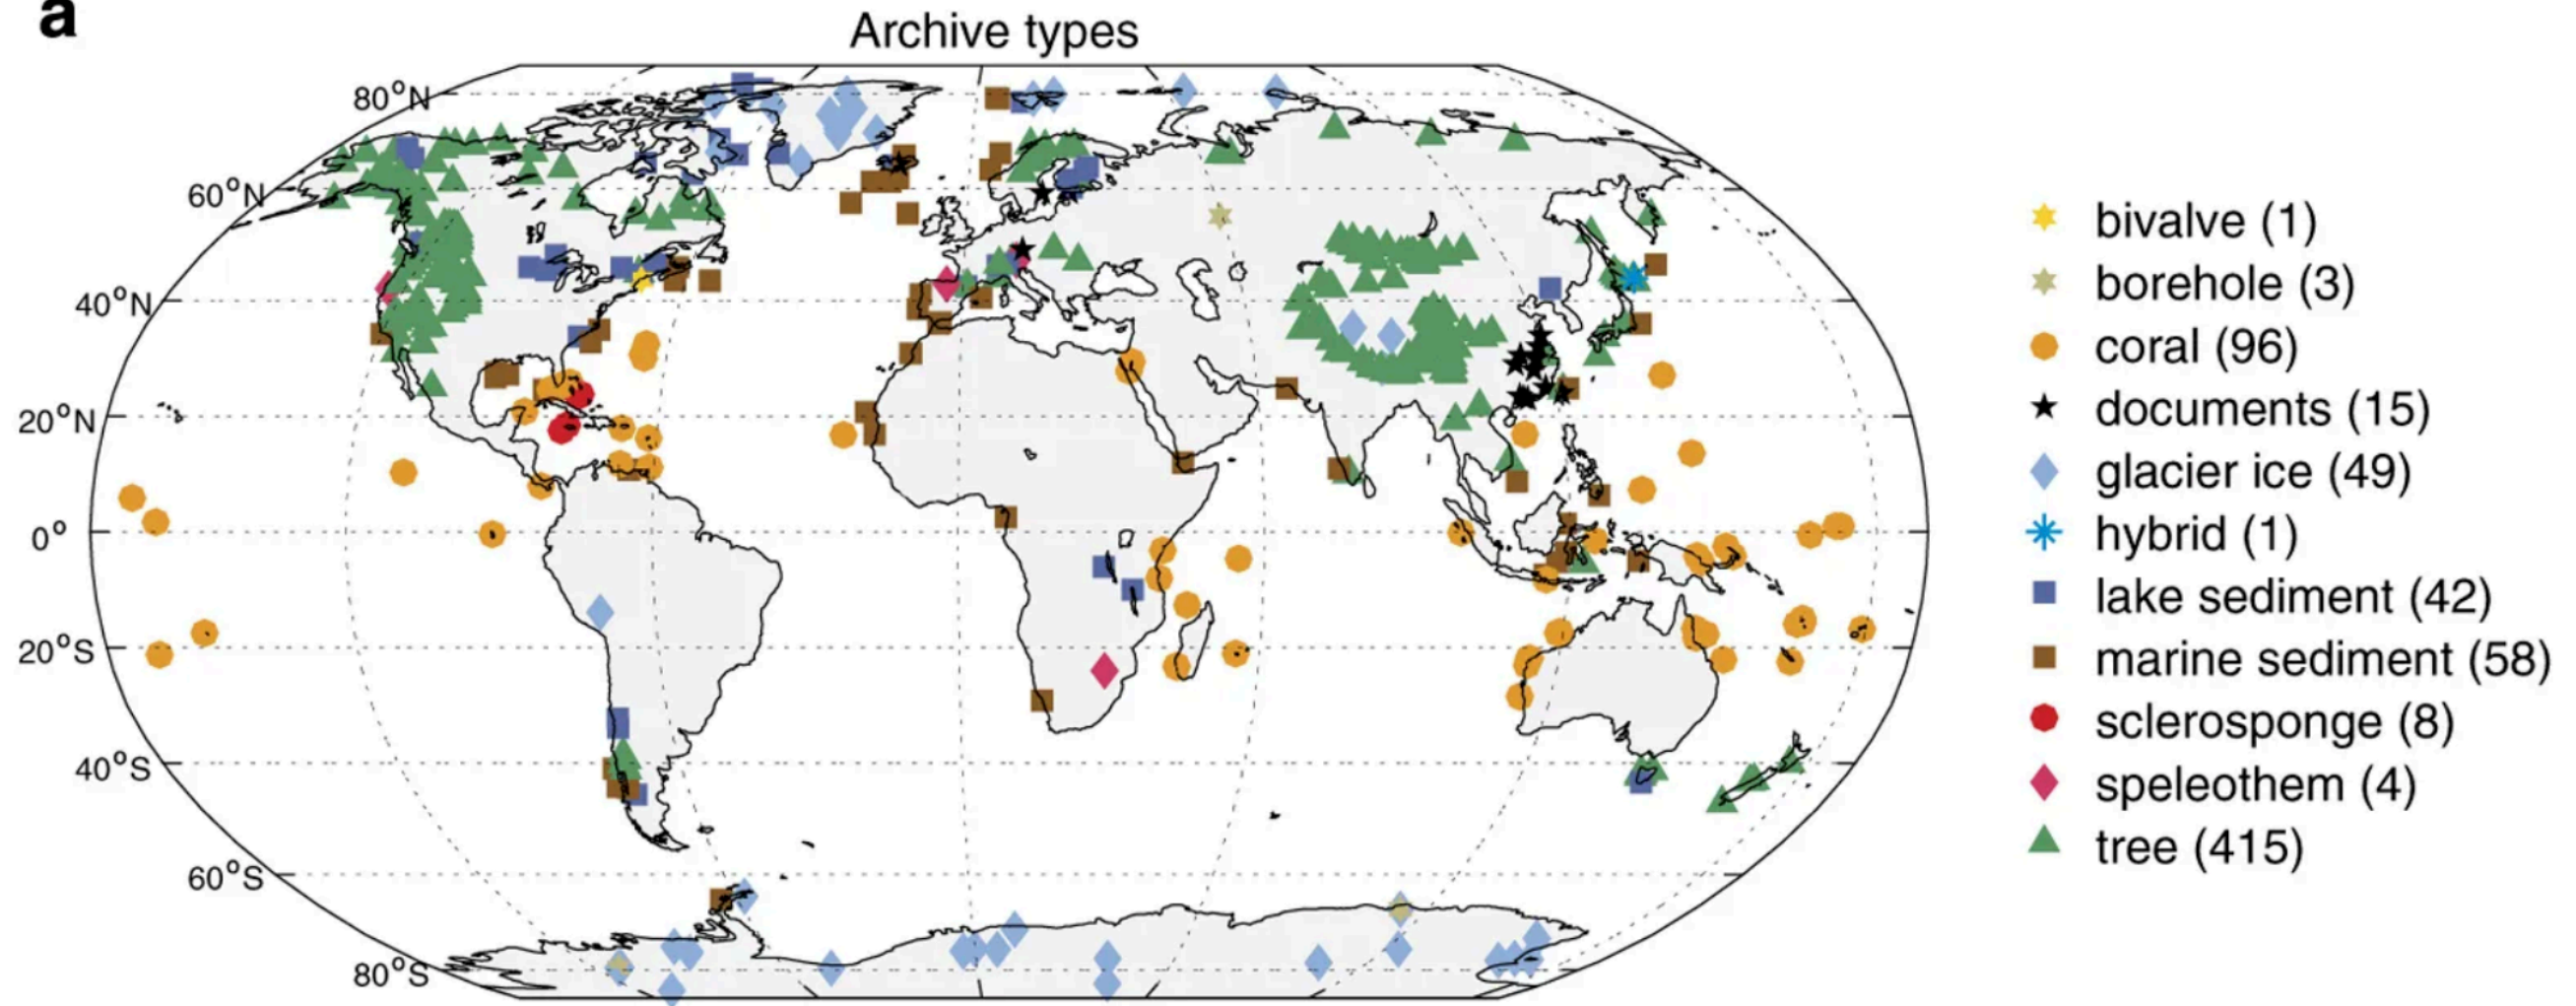 a
Archive types
80°N
60°N
40°N
20°N
0°
20°S
40°S
60°S
80°S
bivalve (1)
borehole (3)
coral (96)
documents (15)
glacier ice (49)
hybrid (1)
lake sediment (42)
marine sediment (58)
sclerosponge (8)
speleothem (4)
tree (415)